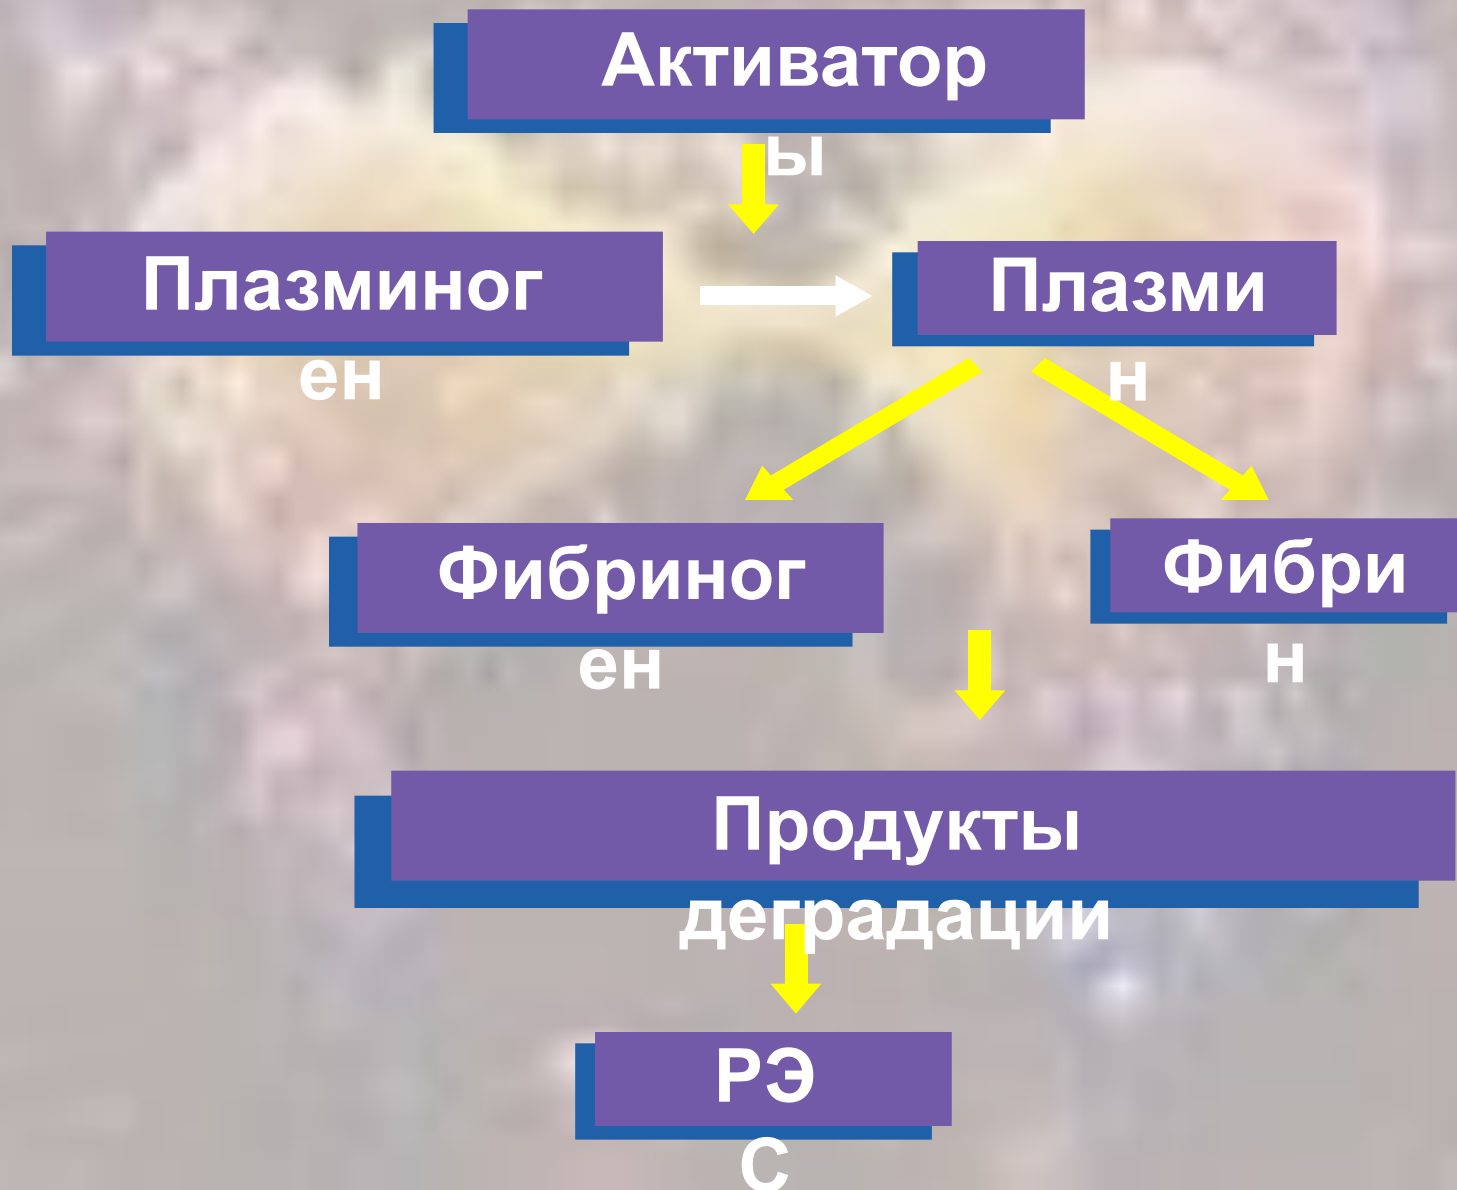 Активатор
ы
Плазминог
ен
Плазми
н
Фибриног
ен
Фибри
н
Продукты
деградации
РЭ
С